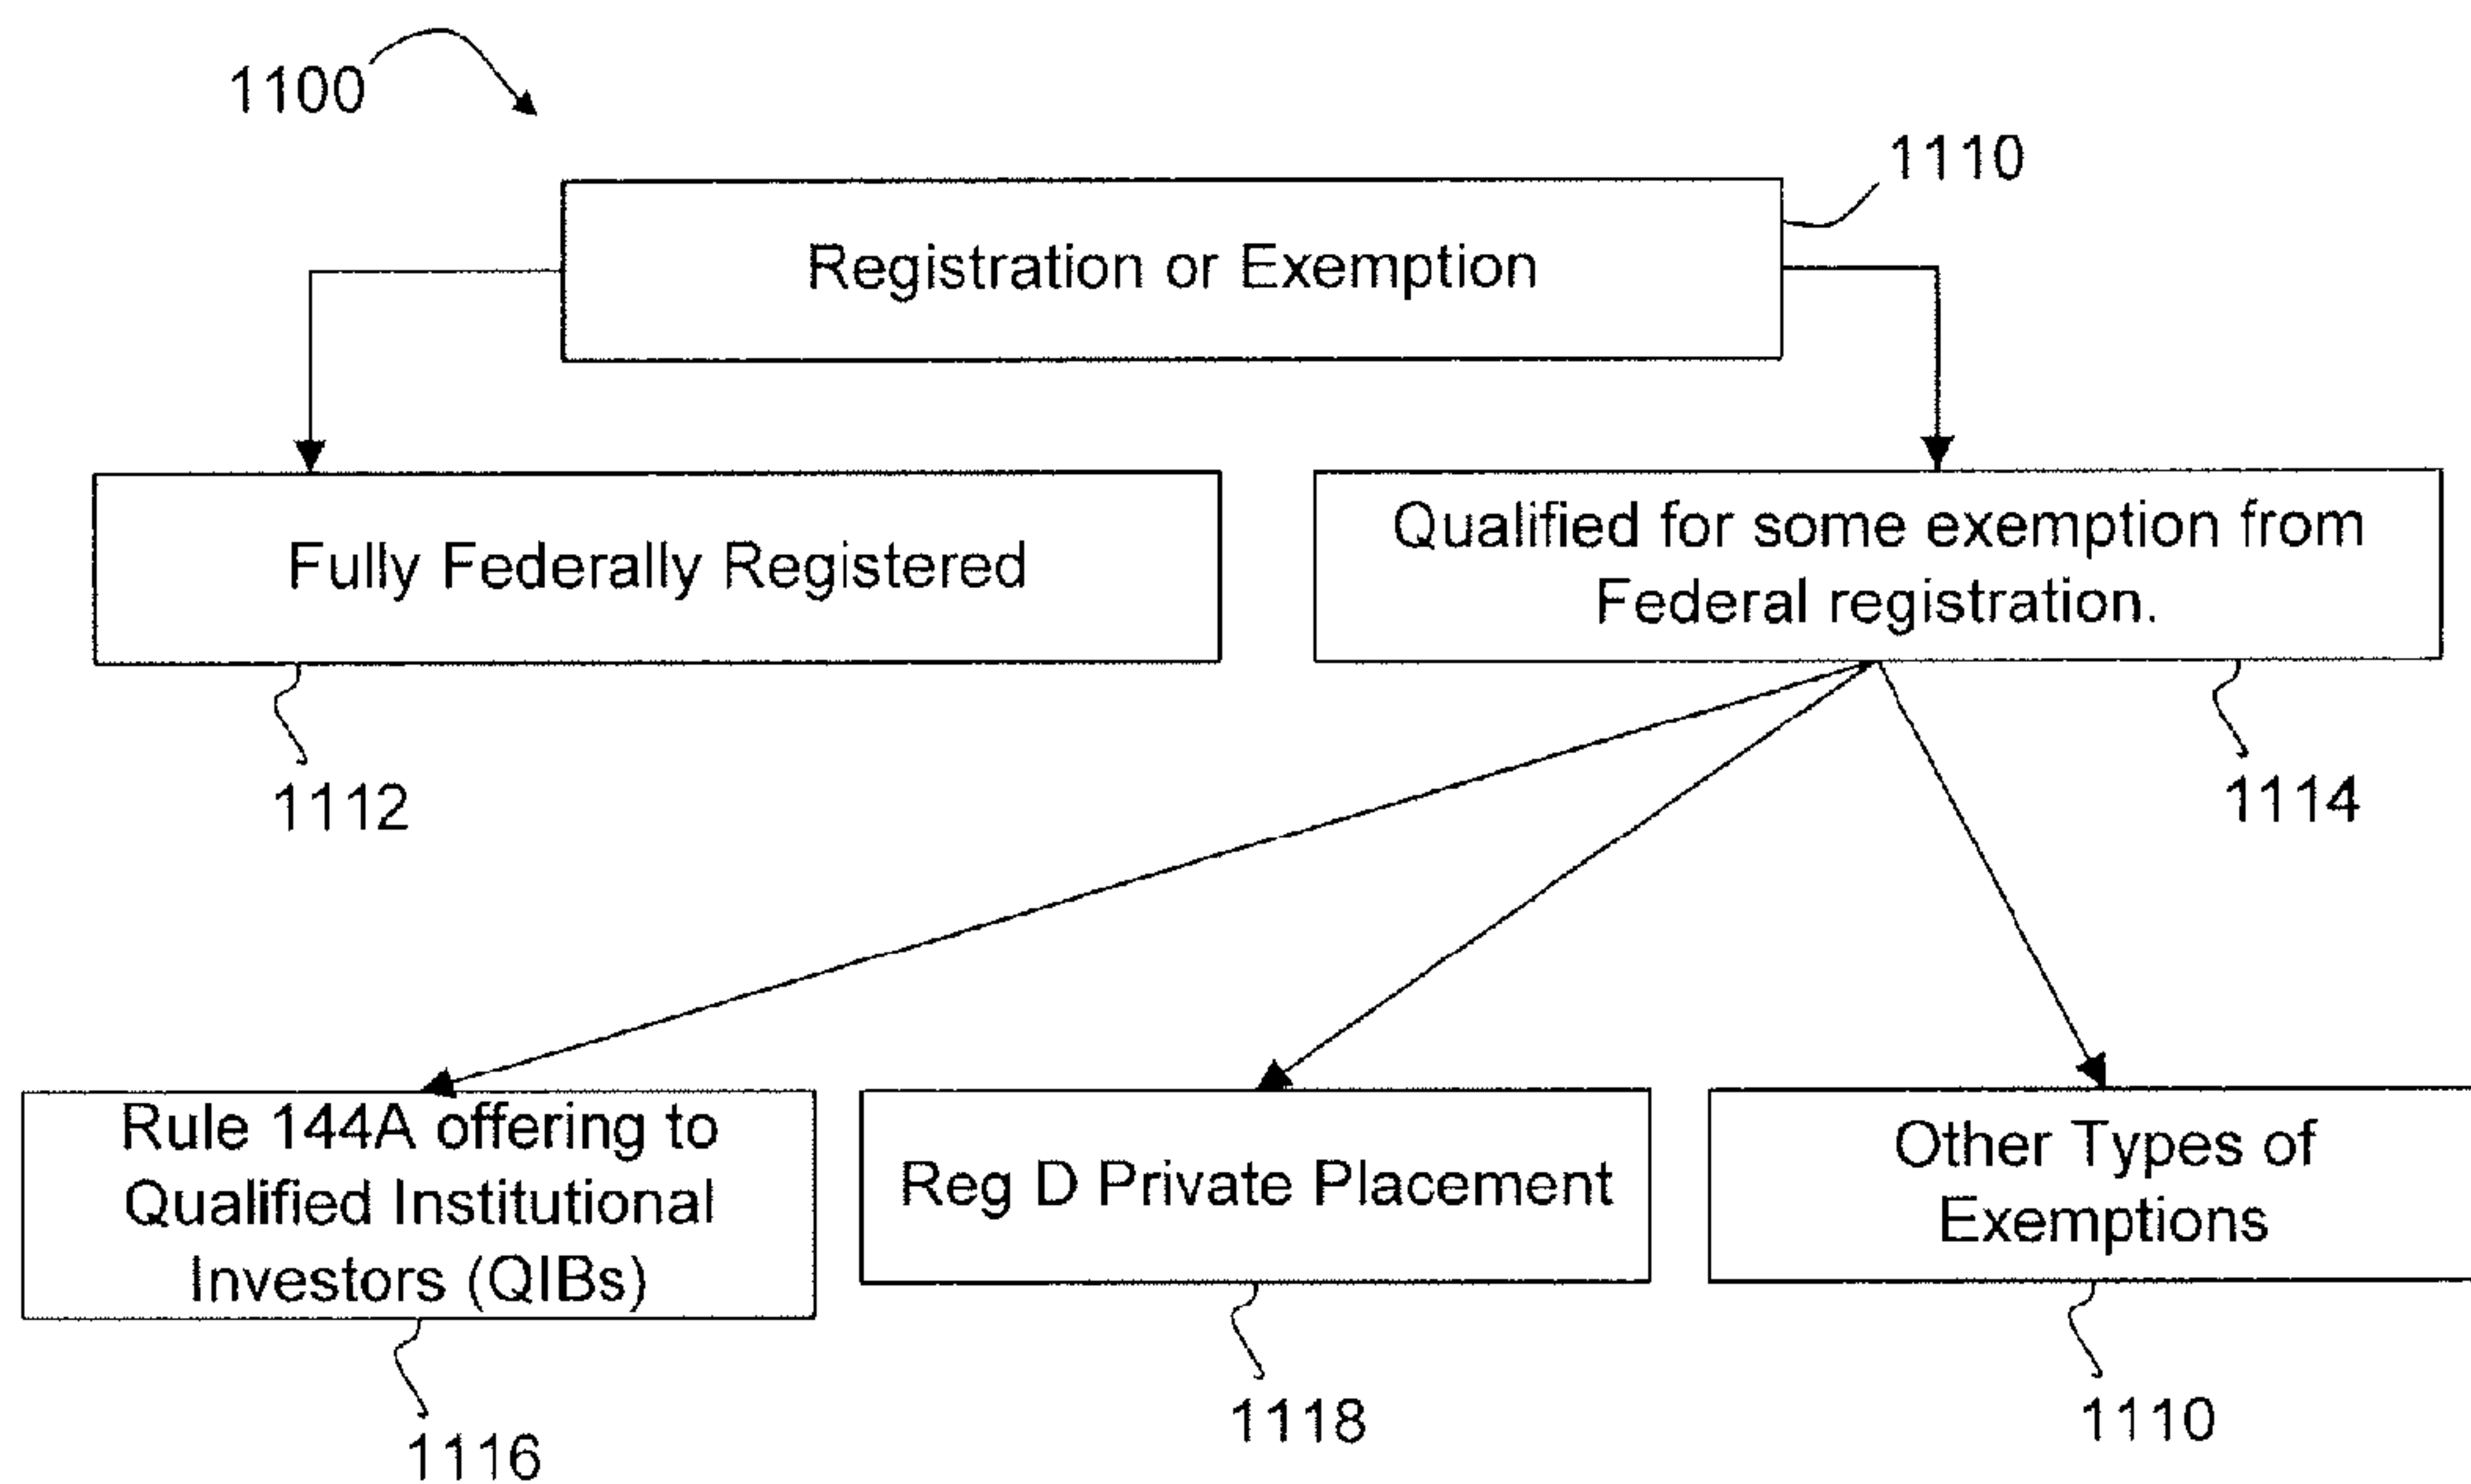 1100
1110
Registration or Exemption
Fully Federally Registered
Qualified for some exemption from
Federal registration.
1112
1114
Rule 144A offering to
Qualified Institutional
Investors (QIBs)
Reg D Private Placement
Other Types of
Exemptions
1116
1118
1110